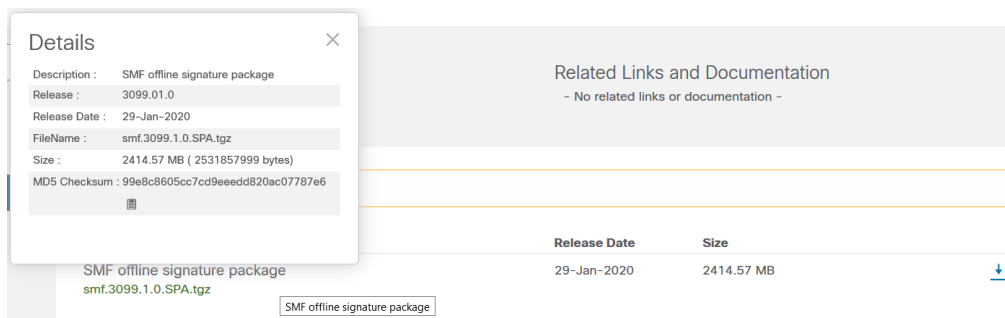 Details
Description : SMF offline signature package
Release : 3099.01.0
Release Date : 29-Jan-2020
FileName : smf.3099.1.0.SPA.tgz
Size : 2414.57 MB ( 2531857999 bytes)
MD5 Checksum : 99e8c8605cc7cd9eeedd820ac07787e6
Related Links and Documentation
- No related links or documentation -
Release Date Size
SMF offline signature package 29-Jan-2020 2414.57 MB
smf.3099.1.0.SPA.tgz
SMF offline signature package